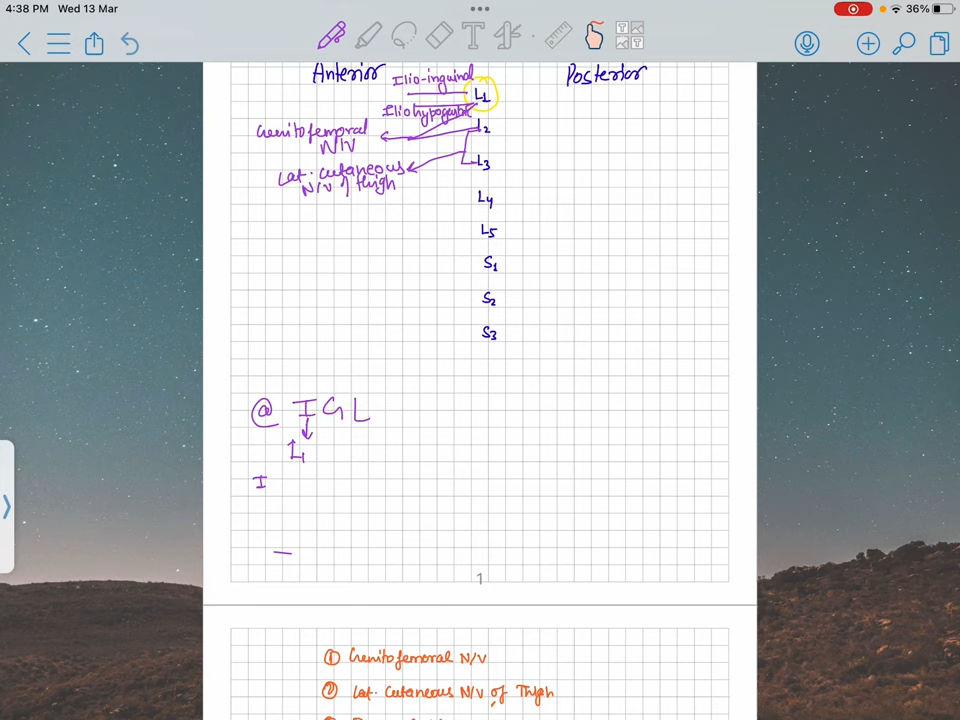 4:38 PM Wed 13 Mar
36%
Anterior
Posterior
Ilio-inguinal
L1
Iliohypogastric
Genitofemoral
N/V
L2
Lat. cutaneous
N/V of thigh
L3
L4
L5
S1
S2
S3
@ I G L
L1
I
1
① Genitofemoral N/V
② Lat. Cutaneous N/V of Thigh